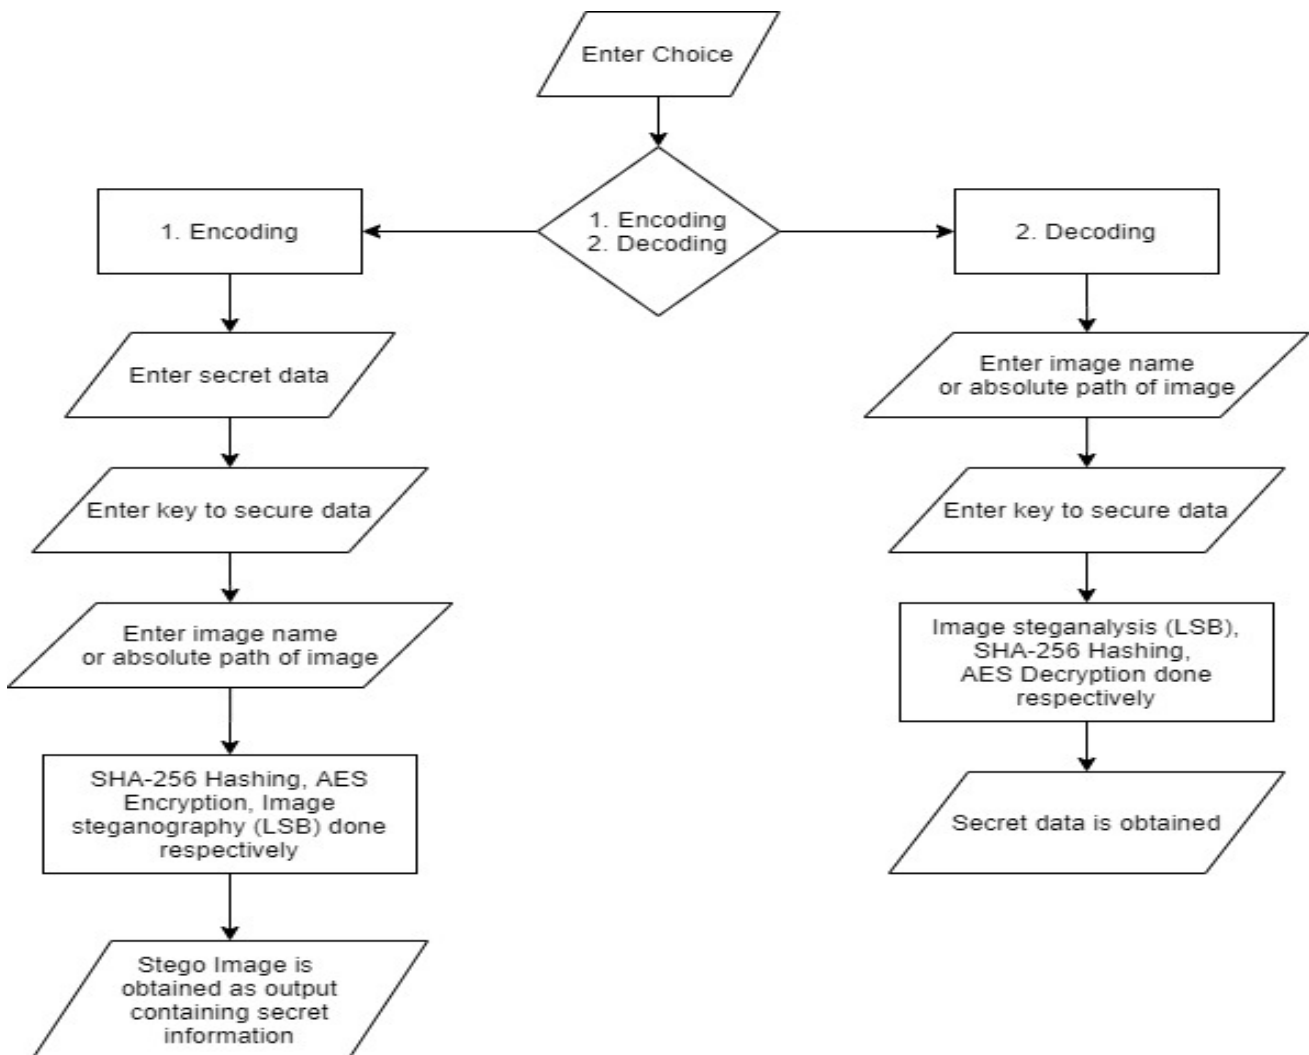 Enter Choice
1. Encoding
2. Decoding
1. Encoding
Enter secret data
Enter key to secure data
Enter image name
or absolute path of image
SHA-256 Hashing, AES
Encryption, Image
steganography (LSB) done
respectively
Stego Image is
obtained as output
containing secret
information
2. Decoding
Enter image name
or absolute path of image
Enter key to secure data
Image steganalysis (LSB),
SHA-256 Hashing,
AES Decryption done
respectively
Secret data is obtained